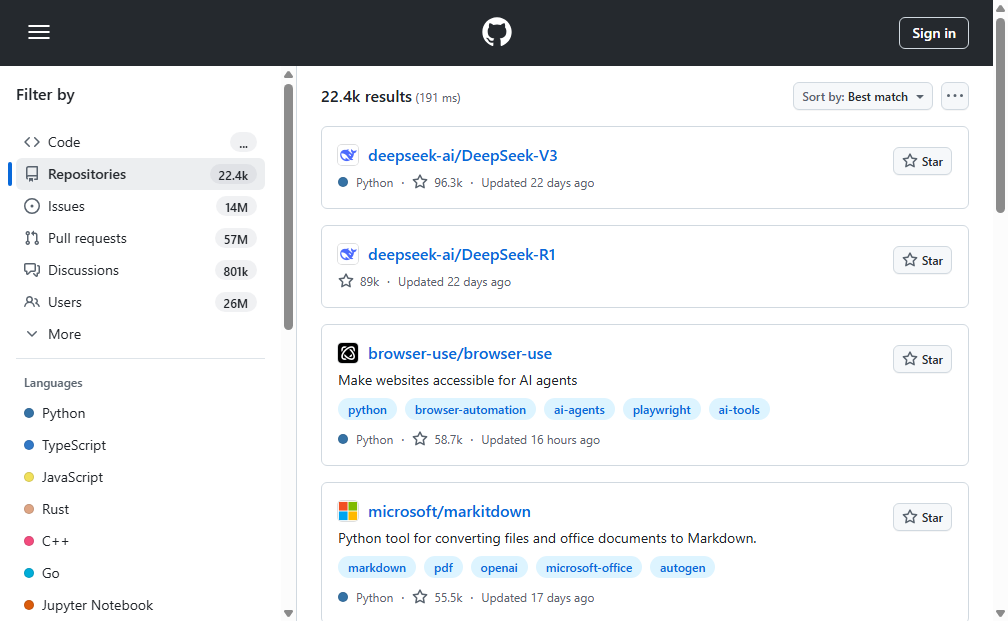 Sign in
Filter by
Code
...
Repositories
22.4k
Issues
14M
Pull requests
57M
Discussions
801k
Users
26M
More
Languages
Python
TypeScript
JavaScript
Rust
C++
Go
Jupyter Notebook
22.4k results (191 ms)
Sort by: Best match
deepseek-ai/DeepSeek-V3
Star
Python · 96.3k · Updated 22 days ago
deepseek-ai/DeepSeek-R1
Star
89k · Updated 22 days ago
browser-use/browser-use
Star
Make websites accessible for AI agents
python browser-automation ai-agents playwright ai-tools
Python · 58.7k · Updated 16 hours ago
microsoft/markitdown
Star
Python tool for converting files and office documents to Markdown.
markdown pdf openai microsoft-office autogen
Python · 55.5k · Updated 17 days ago